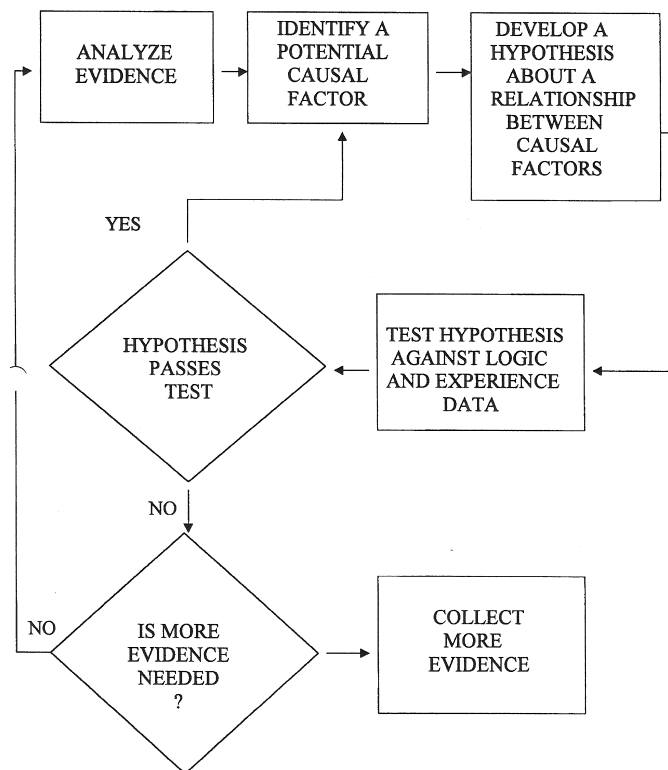 ANALYZE
EVIDENCE
IDENTIFY A
POTENTIAL
CAUSAL
FACTOR
DEVELOP A
HYPOTHESIS
ABOUT A
RELATIONSHIP
BETWEEN
CAUSAL
FACTORS
YES
HYPOTHESIS
PASSES
TEST
TEST HYPOTHESIS
AGAINST LOGIC
AND EXPERIENCE
DATA
NO
NO
IS MORE
EVIDENCE
NEEDED
?
COLLECT
MORE
EVIDENCE